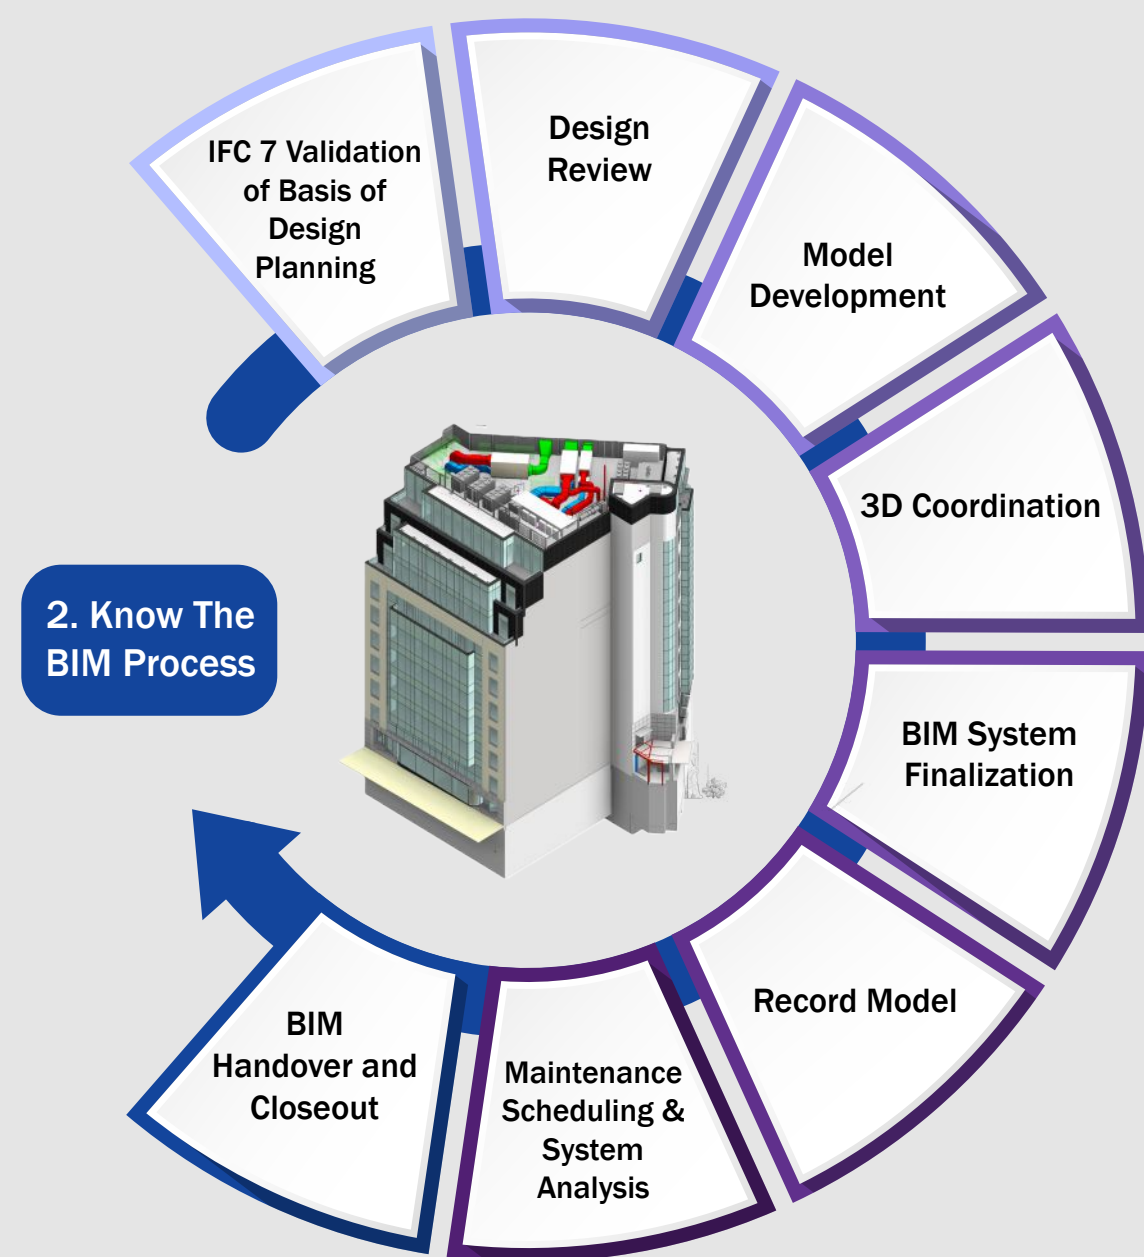 IFC 7 Validation
of Basis of
Design
Planning
Design
Review
Model
Development
3D Coordination
BIM System
Finalization
Record Model
Maintenance
Scheduling &
System
Analysis
BIM
Handover and
Closeout
2. Know The
BIM Process